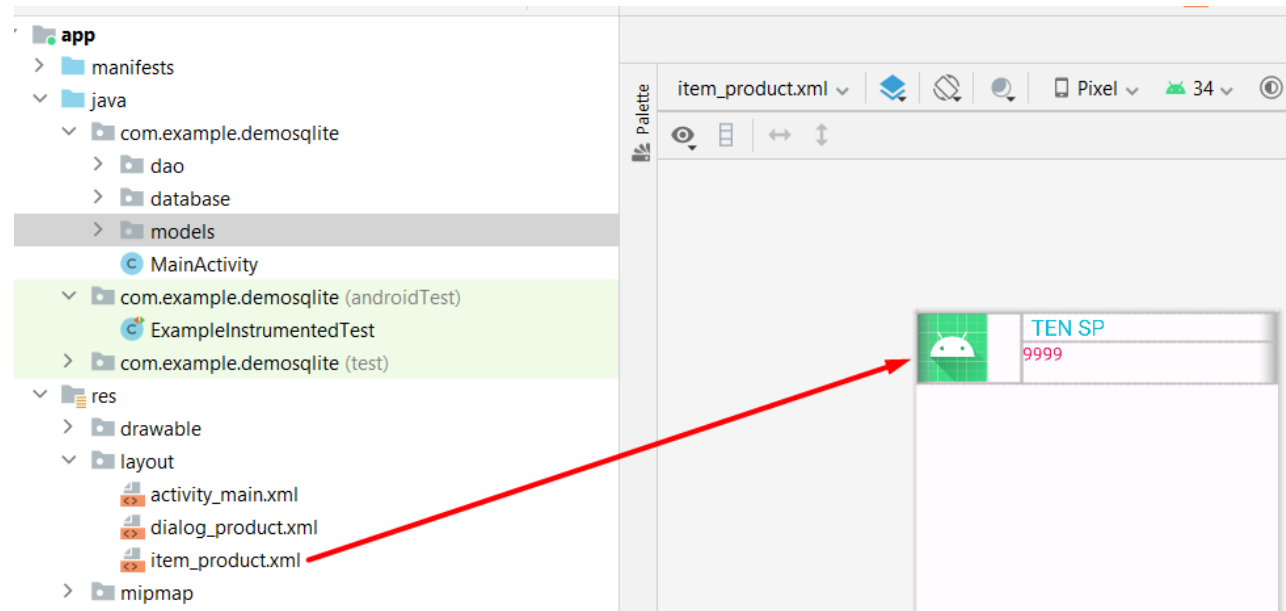 app
manifests
java
com.example.demosqlite
dao
database
models
MainActivity
com.example.demosqlite (androidTest)
ExampleInstrumentedTest
com.example.demosqlite (test)
res
drawable
layout
activity_main.xml
dialog_product.xml
item_product.xml
mipmap
Palette
item_product.xml
Pixel
34
TEN SP
9999